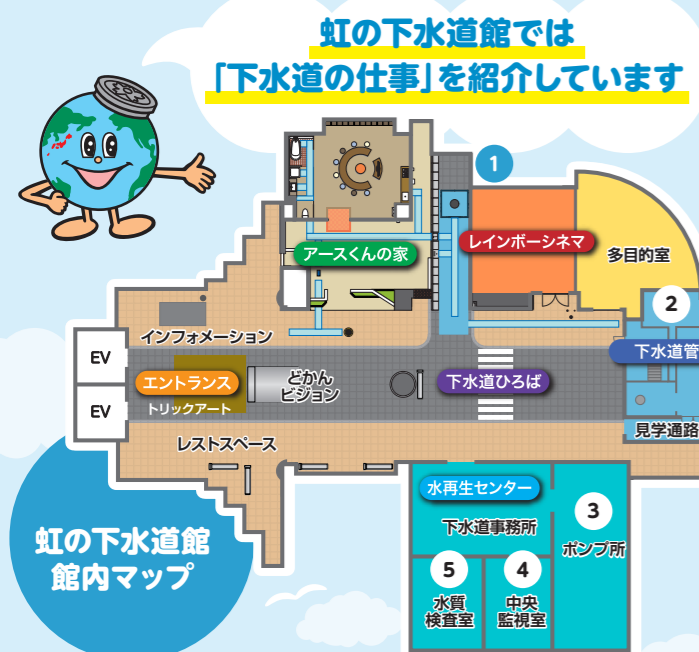 虹の下水道館では
「下水道の仕事」を紹介しています
1
アースくんの家
レインボーシネマ
多目的室
2
インフォメーション
下水道管
EV
エントランス
どかん
ビジョン
下水道ひろば
EV
トリックアート
見学通路
レストスペース
水再生センター
下水道事務所
3
ポンプ所
5
水質
検査室
4
中央
監視室
虹の下水道館
館内マップ